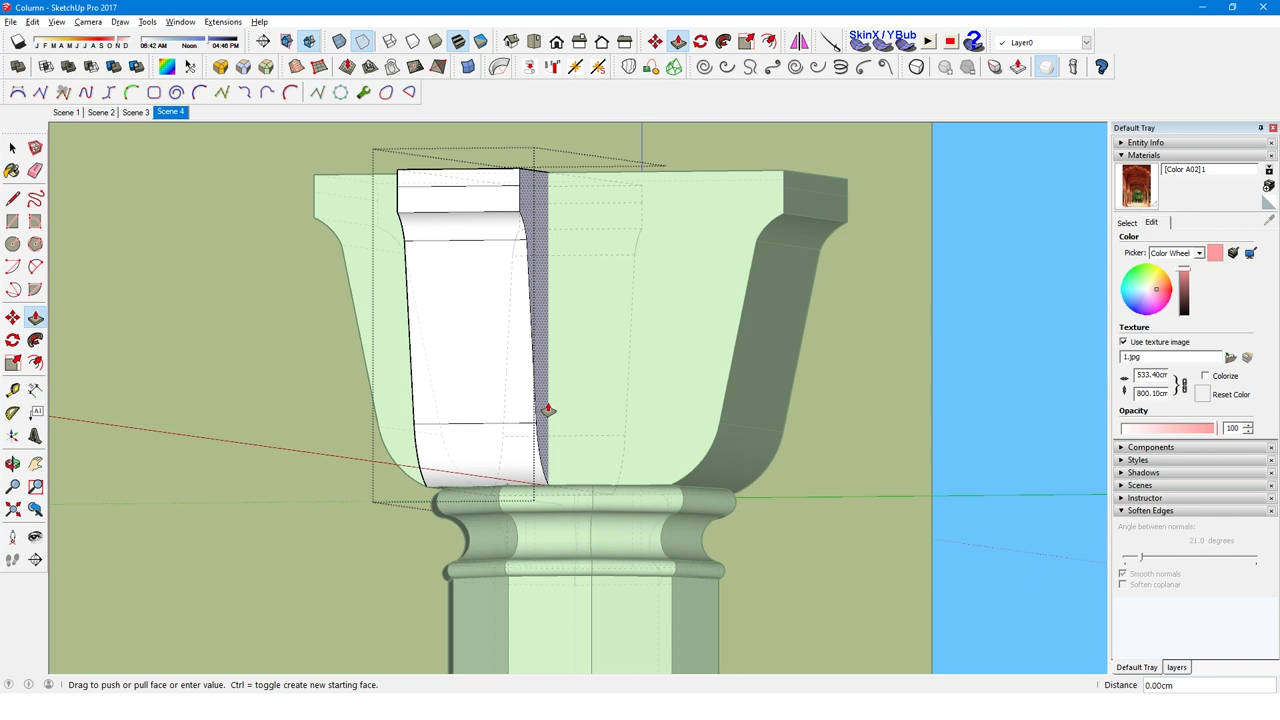 Column - SketchUp Pro 2017
File Edit View Camera Draw Tools Window Extensions Help
J F M A M J J A S O N D 06:42 AM Noon 04:46 PM SkinX / YBub ✓ Layer0
Scene 1 Scene 2 Scene 3 Scene 4
Default Tray
Entity Info
Materials
[Color A02]1
Select Edit
Color
Picker: Color Wheel
Texture
Use texture image
1.jpg
533.40cm Colorize
800.10cm Reset Color
Opacity
100
Components
Styles
Shadows
Scenes
Instructor
Soften Edges
Angle between normals:
21.0 degrees
Smooth normals
Soften coplanar
Default Tray layers
Drag to push or pull face or enter value. Ctrl = toggle create new starting face. Distance 0.00cm